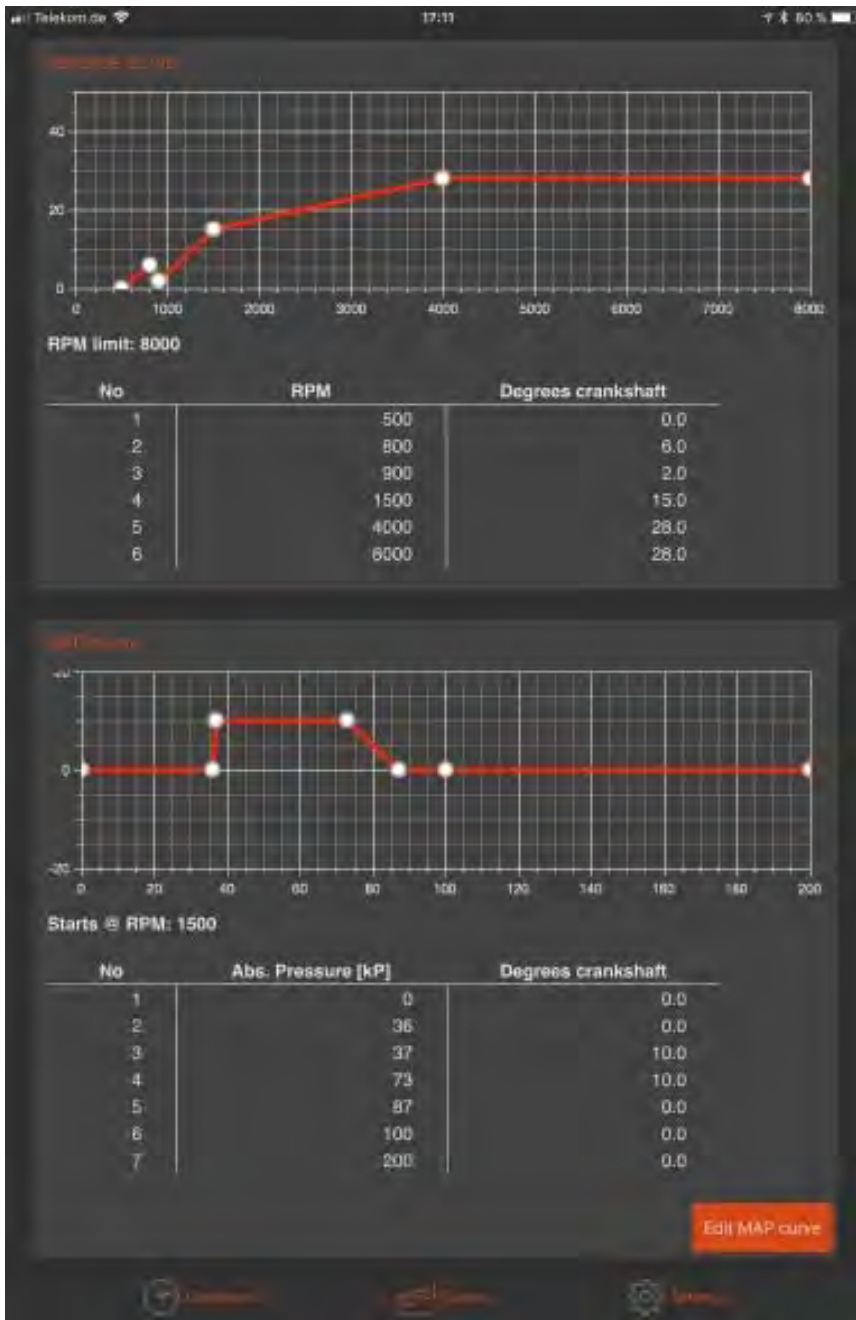 Telekom.de 17:11 60 %
40
20
0
0 1000 2000 3000 4000 5000 6000 7000 8000
RPM limit: 8000
No RPM Degrees crankshaft
1 500 0.0
2 800 6.0
3 900 2.0
4 1500 15.0
5 4000 28.0
6 8000 28.0
0
-20
0 20 40 60 80 100 120 140 160 180 200
Starts @ RPM: 1500
No Abs. Pressure [kP] Degrees crankshaft
1 0 0.0
2 36 0.0
3 37 10.0
4 73 10.0
5 87 0.0
6 100 0.0
7 200 0.0
Edit MAP curve